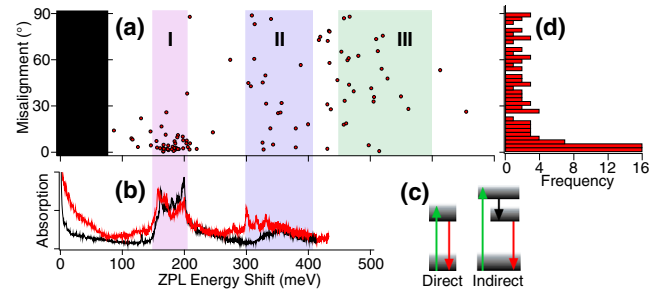 (a)
I
II
III
(d)
Misalignment (°)
90
60
30
0
0
4
8
12
16
Frequency
(b)
Absorption
0
100
200
300
400
500
ZPL Energy Shift (meV)
(c)
Direct
Indirect